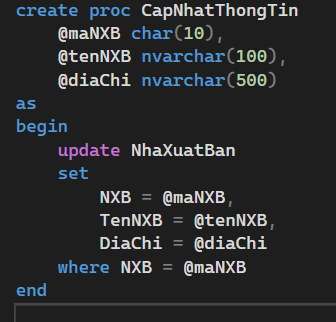 create proc CapNhatThongTin
    @maNXB char(10),
    @tenNXB nvarchar(100),
    @diaChi nvarchar(500)
as
begin
    update NhaXuatBan
    set
        NXB = @maNXB,
        TenNXB = @tenNXB,
        DiaChi = @diaChi
    where NXB = @maNXB
end